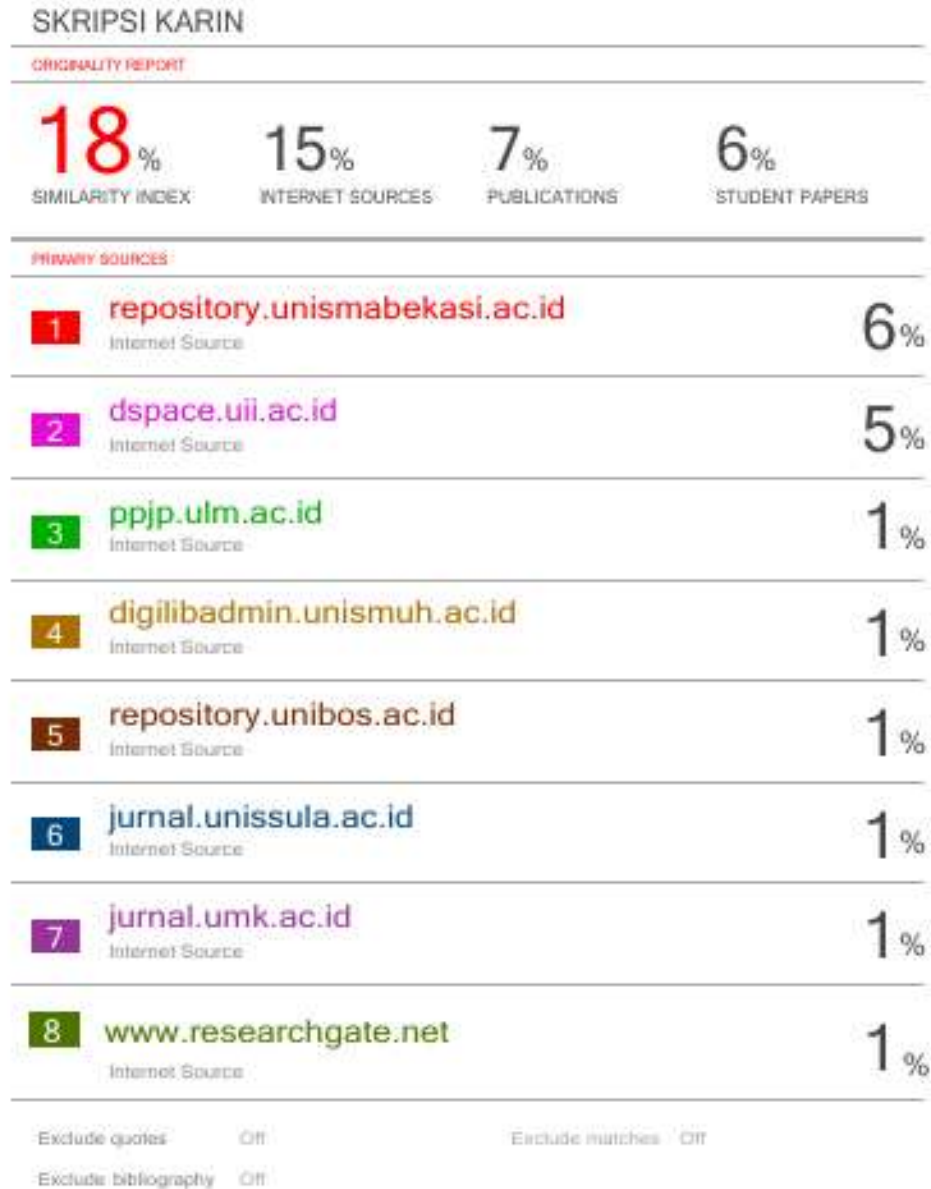 SKRIPSI KARIN
ORIGINALITY REPORT
18% 15% 7% 6%
SIMILARITY INDEX INTERNET SOURCES PUBLICATIONS STUDENT PAPERS
PRIMARY SOURCES
1 repository.unismabekasi.ac.id 6%
Internet Source
2 dspace.uii.ac.id 5%
Internet Source
3 ppjp.ulm.ac.id 1%
Internet Source
4 digilibadmin.unismuh.ac.id 1%
Internet Source
5 repository.unibos.ac.id 1%
Internet Source
6 jurnal.unissula.ac.id 1%
Internet Source
7 jurnal.umk.ac.id 1%
Internet Source
8 www.researchgate.net 1%
Internet Source
Exclude quotes Off Exclude matches Off
Exclude bibliography Off